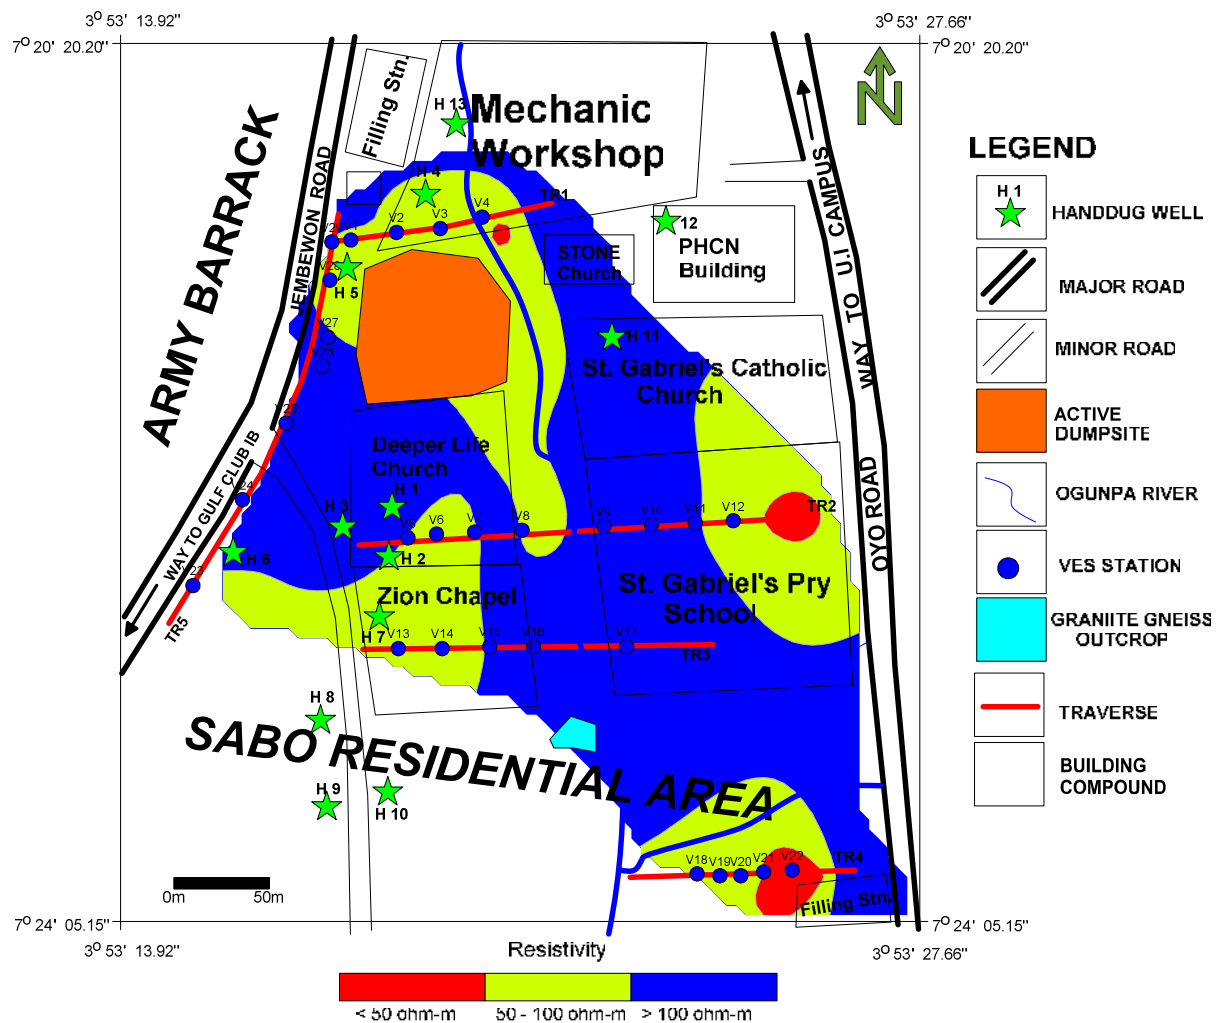 3° 53' 13.92"
3° 53' 27.66"
7° 20' 20.20"
7° 20' 20.20"
Filling Stn.
H 13
Mechanic
Workshop
ARMY BARRACK
JEMBEWON ROAD
WAY TO U.I CAMPUS
OYO ROAD
H 4
TR1
V4
V3
V2
V1
V29
12
PHCN
Building
STONE
Church
V28
H 5
V27
V26
H 11
St. Gabriel's Catholic
Church
V25
WAY TO GULF CLUB IB
Deeper Life
Church
V24
H 1
H 3
V5
V6
V7
V8
V9
V10
V11
V12
TR2
H 6
H 2
V23
TR5
Zion Chapel
St. Gabriel's Pry
School
H 7
V13
V14
V15
V16
V17
TR3
H 8
SABO RESIDENTIAL AREA
H 9
H 10
V18
V19
V20
V21
V22
TR4
Filling Stn.
0m
50m
7° 24' 05.15"
7° 24' 05.15"
3° 53' 13.92"
3° 53' 27.66"
Resistivity
< 50 ohm-m
50 - 100 ohm-m
> 100 ohm-m
LEGEND
H 1
HANDDUG WELL
MAJOR ROAD
MINOR ROAD
ACTIVE
DUMPSITE
OGUNPA RIVER
VES STATION
GRANIITE GNEISS
OUTCROP
TRAVERSE
BUILDING
COMPOUND